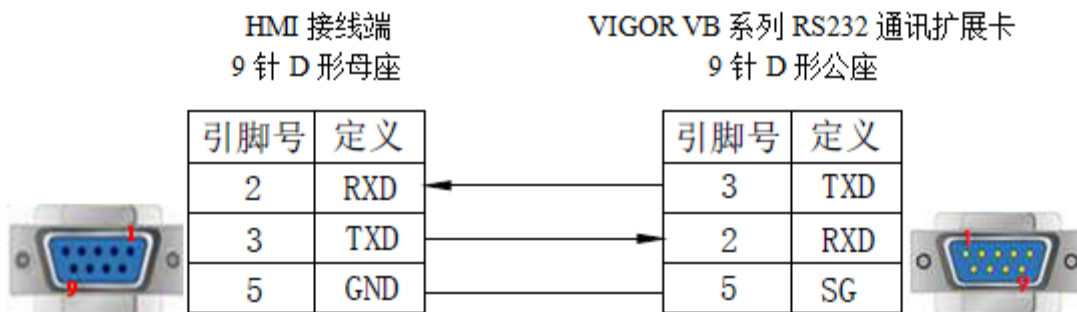 HMI 接线端
9 针 D 形母座
VIGOR VB 系列 RS232 通讯扩展卡
9 针 D 形公座
引脚号 定义
2 RXD
3 TXD
5 GND
引脚号 定义
3 TXD
2 RXD
5 SG
1
9
1
9